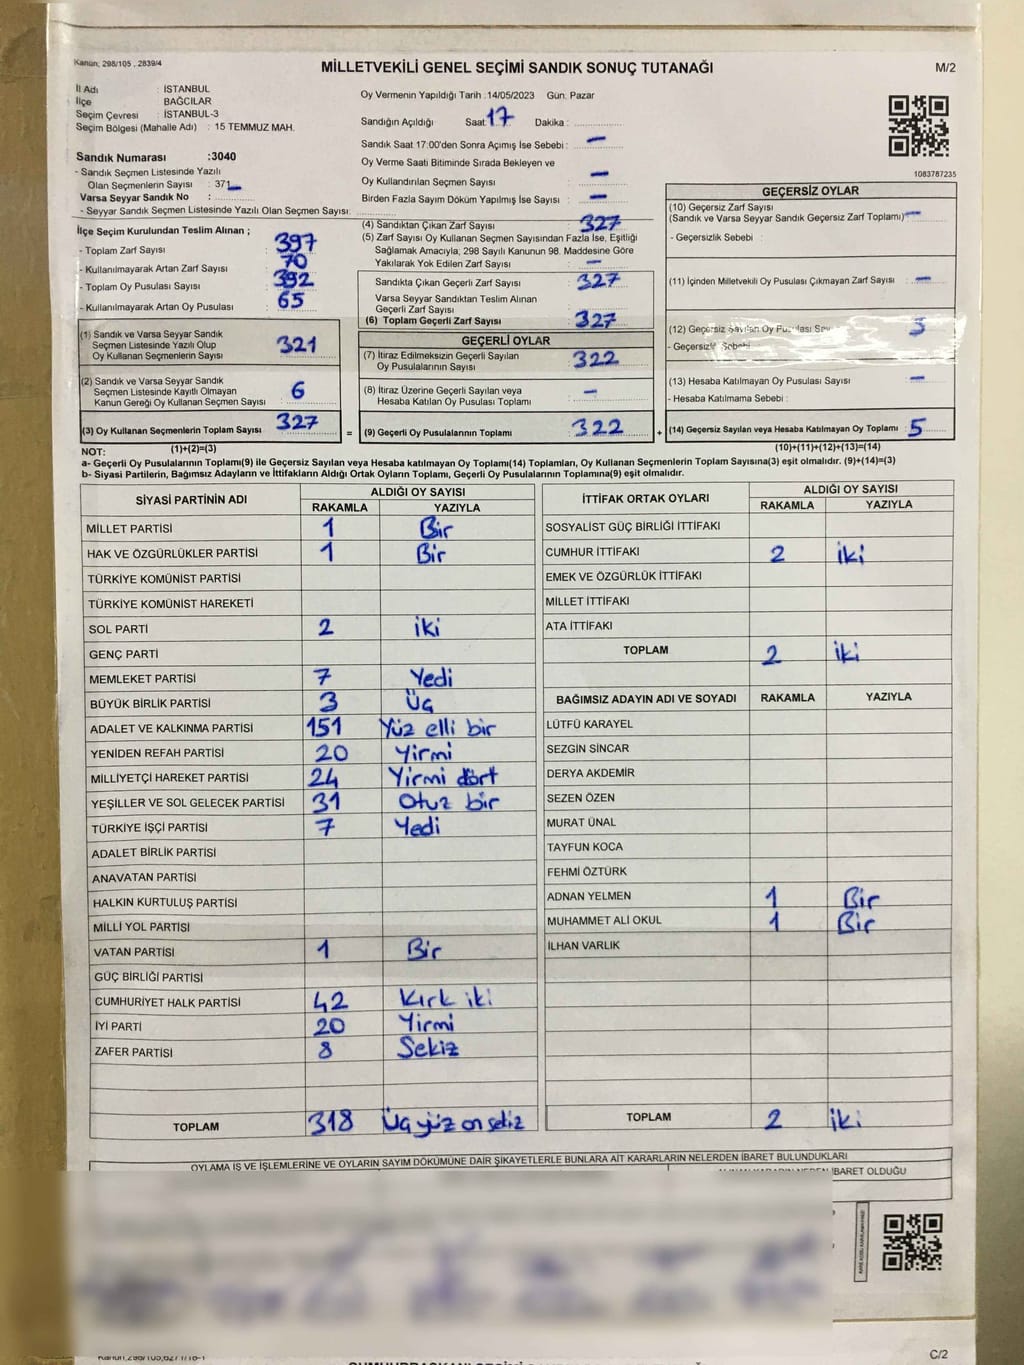 Kanun; 298/105 , 2839/4
MİLLETVEKİLİ GENEL SEÇİMİ SANDIK SONUÇ TUTANAĞI
M/2
İl Adı : İSTANBUL
İlçe BAĞCILAR
Seçim Çevresi : İSTANBUL-3
Seçim Bölgesi (Mahalle Adı) : 15 TEMMUZ MAH.
Sandık Numarası :3040
- Sandık Seçmen Listesinde Yazılı
Olan Seçmenlerin Sayısı : 371
Varsa Seyyar Sandık No :
- Seyyar Sandık Seçmen Listesinde Yazılı Olan Seçmen Sayısı:
İlçe Seçim Kurulundan Teslim Alınan ;
- Toplam Zarf Sayısı : 397
- Kullanılmayarak Artan Zarf Sayısı : 70
- Toplam Oy Pusulası Sayısı : 392
- Kullanılmayarak Artan Oy Pusulası : 65
(1) Sandık ve Varsa Seyyar Sandık
Seçmen Listesinde Yazılı Olup
Oy Kullanan Seçmenlerin Sayısı : 321
(2) Sandık ve Varsa Seyyar Sandık
Seçmen Listesinde Kayıtlı Olmayan
Kanun Gereği Oy Kullanan Seçmen Sayısı : 6
(3) Oy Kullanan Seçmenlerin Toplam Sayısı : 327
(1)+(2)=(3)
Oy Vermenin Yapıldığı Tarih :14/05/2023 Gün: Pazar
Sandığın Açıldığı Saat: 17 Dakika :
Sandık Saat 17:00'den Sonra Açımış İse Sebebi : —
Oy Verme Saati Bitiminde Sırada Bekleyen ve
Oy Kullandırılan Seçmen Sayısı : —
Birden Fazla Sayım Döküm Yapılmış İse Sayısı : —
(4) Sandıktan Çıkan Zarf Sayısı : 327
(5) Zarf Sayısı Oy Kullanan Seçmen Sayısından Fazla İse, Eşitliği
Sağlamak Amacıyla; 298 Sayılı Kanunun 98. Maddesine Göre
Yakılarak Yok Edilen Zarf Sayısı : —
Sandıkta Çıkan Geçerli Zarf Sayısı : 327
Varsa Seyyar Sandıktan Teslim Alınan
Geçerli Zarf Sayısı :
(6) Toplam Geçerli Zarf Sayısı : 327
GEÇERLİ OYLAR
(7) İtiraz Edilmeksizin Geçerli Sayılan
Oy Pusulalarının Sayısı : 322
(8) İtiraz Üzerine Geçerli Sayılan veya
Hesaba Katılan Oy Pusulası Toplamı : —
= (9) Geçerli Oy Pusulalarının Toplamı : 322
1083787235
GEÇERSİZ OYLAR
(10) Geçersiz Zarf Sayısı
(Sandık ve Varsa Seyyar Sandık Geçersiz Zarf Toplamı) —
- Geçersizlik Sebebi :
(11) İçinden Milletvekili Oy Pusulası Çıkmayan Zarf Sayısı : —
(12) Geçersiz Sayılan Oy Pusulası
- Geçersizlik Sebebi
(13) Hesaba Katılmayan Oy Pusulası Sayısı : —
- Hesaba Katılmama Sebebi :
+ (14) Geçersiz Sayılan veya Hesaba Katılmayan Oy Toplamı : 5
(10)+(11)+(12)+(13)=(14)
NOT:
a- Geçerli Oy Pusulalarının Toplamı(9) ile Geçersiz Sayılan veya Hesaba katılmayan Oy Toplamı(14) Toplamları, Oy Kullanan Seçmenlerin Toplam Sayısına(3) eşit olmalıdır. (9)+(14)=(3)
b- Siyasi Partilerin, Bağımsız Adayların ve İttifakların Aldığı Ortak Oyların Toplamı, Geçerli Oy Pusulalarının Toplamına(9) eşit olmalıdır.
SİYASİ PARTİNİN ADI ALDIĞI OY SAYISI
RAKAMLA YAZIYLA
MİLLET PARTİSİ 1 Bir
HAK VE ÖZGÜRLÜKLER PARTİSİ 1 Bir
TÜRKİYE KOMÜNİST PARTİSİ
TÜRKİYE KOMÜNİST HAREKETİ
SOL PARTİ 2 iki
GENÇ PARTİ
MEMLEKET PARTİSİ 7 Yedi
BÜYÜK BİRLİK PARTİSİ 3 Üç
ADALET VE KALKINMA PARTİSİ 151 Yüz elli bir
YENİDEN REFAH PARTİSİ 20 Yirmi
MİLLİYETÇİ HAREKET PARTİSİ 24 Yirmi dört
YEŞİLLER VE SOL GELECEK PARTİSİ 31 Otuz bir
TÜRKİYE İŞÇİ PARTİSİ 7 Yedi
ADALET BİRLİK PARTİSİ
ANAVATAN PARTİSİ
HALKIN KURTULUŞ PARTİSİ
MİLLİ YOL PARTİSİ
VATAN PARTİSİ 1 Bir
GÜÇ BİRLİĞİ PARTİSİ
CUMHURİYET HALK PARTİSİ 42 Kırk iki
İYİ PARTİ 20 Yirmi
ZAFER PARTİSİ 8 Sekiz
TOPLAM 318 Üç yüz on sekiz
İTTİFAK ORTAK OYLARI ALDIĞI OY SAYISI
RAKAMLA YAZIYLA
SOSYALİST GÜÇ BİRLİĞİ İTTİFAKI
CUMHUR İTTİFAKI 2 iki
EMEK VE ÖZGÜRLÜK İTTİFAKI
MİLLET İTTİFAKI
ATA İTTİFAKI
TOPLAM 2 iki
BAĞIMSIZ ADAYIN ADI VE SOYADI RAKAMLA YAZIYLA
LÜTFÜ KARAYEL
SEZGİN SİNCAR
DERYA AKDEMİR
SEZEN ÖZEN
MURAT ÜNAL
TAYFUN KOCA
FEHMİ ÖZTÜRK
ADNAN YELMEN 1 Bir
MUHAMMET ALİ OKUL 1 Bir
İLHAN VARLIK
TOPLAM 2 iki
OYLAMA İŞ VE İŞLEMLERİNE VE OYLARIN SAYIM DÖKÜMÜNE DAİR ŞİKAYETLERLE BUNLARA AİT KARARLARIN NELERDEN İBARET BULUNDUKLARI
İBARET OLDUĞU
C/2